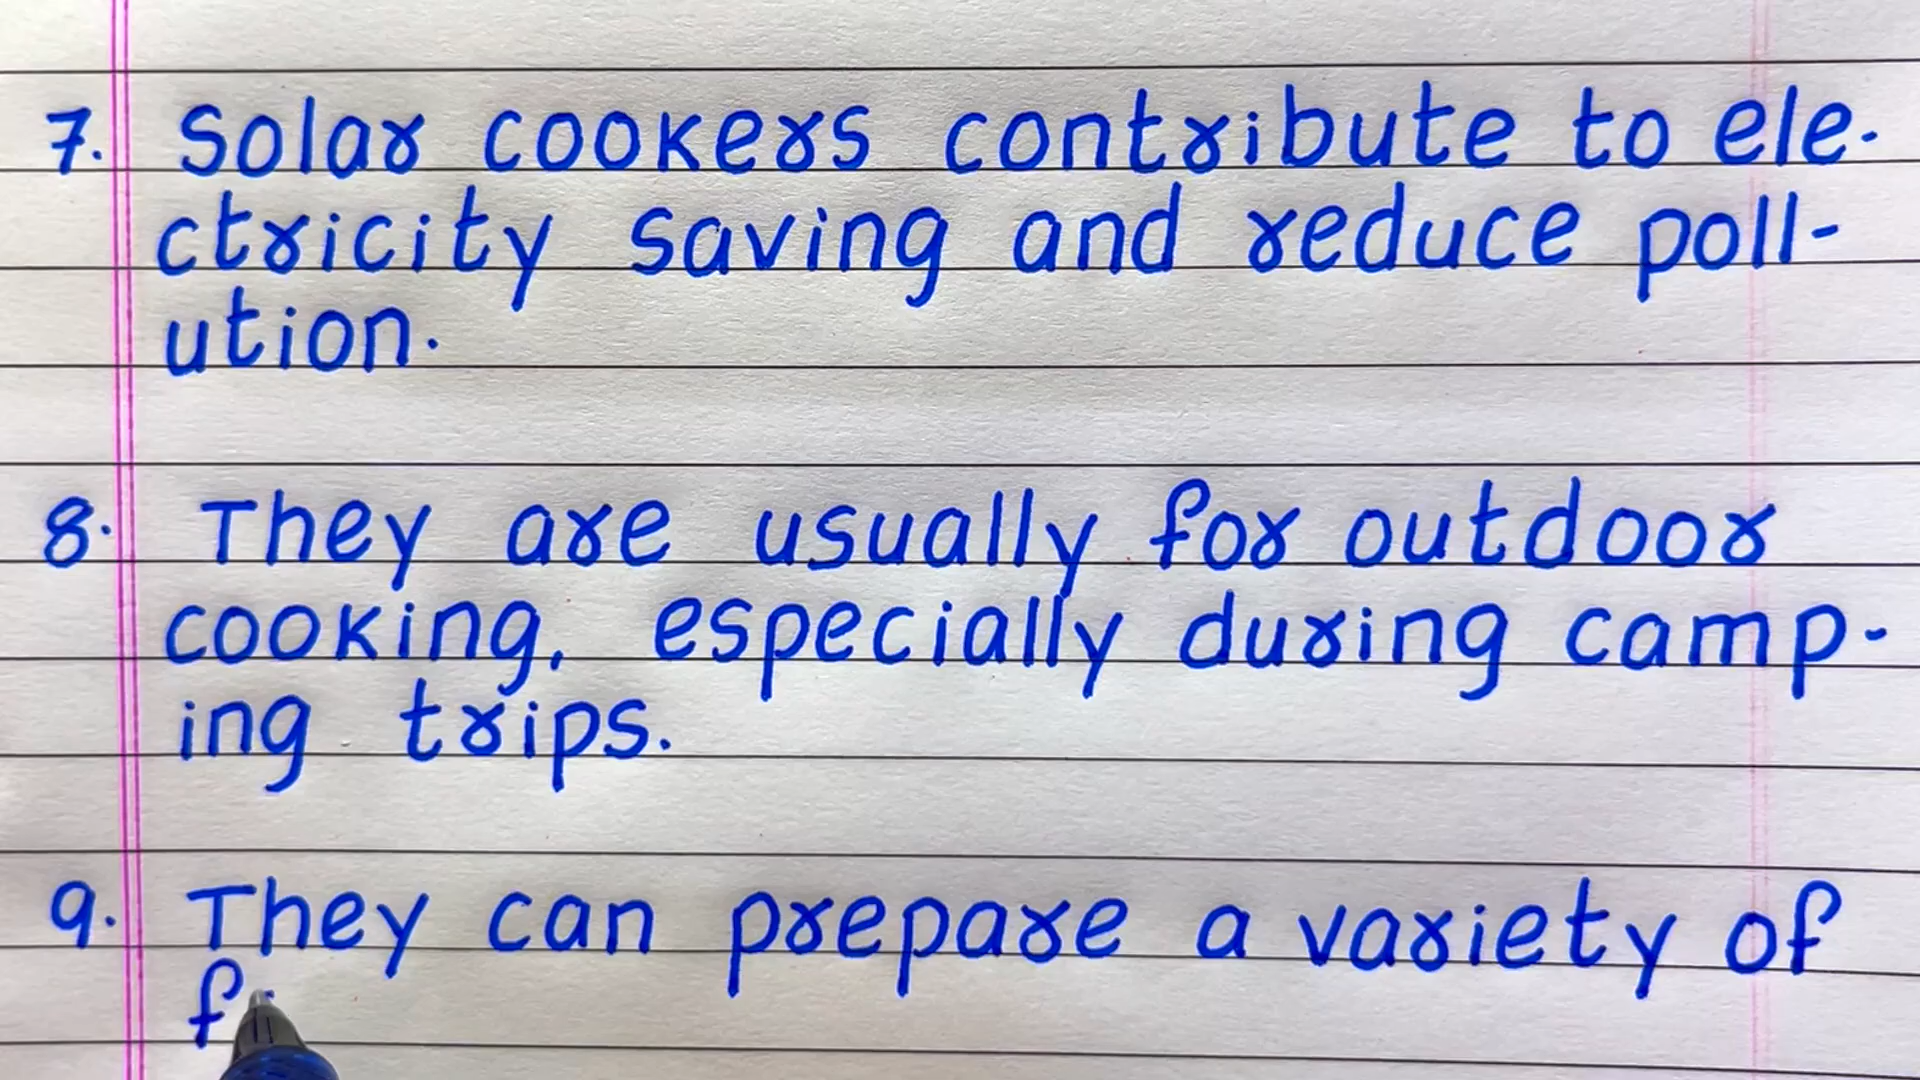 7. Solar cookers contribute to ele-
ctricity saving and reduce poll-
ution.
8. They are usually for outdoor
cooking, especially during camp-
ing trips.
9. They can prepare a variety of